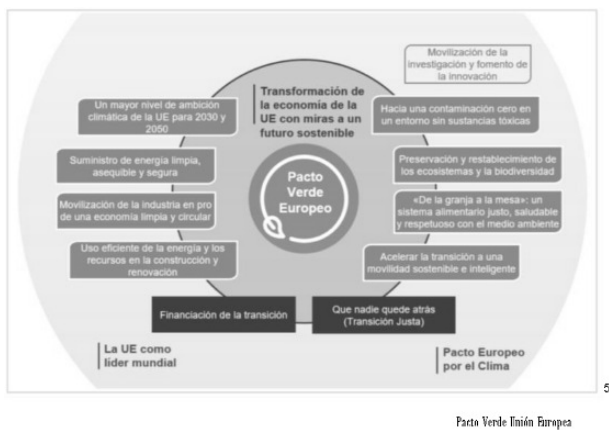 Movilización de la
investigación y fomento de
la innovación
Transformación de
la economía de la
UE con miras a un
futuro sostenible
Un mayor nivel de ambición
climática de la UE para 2030 y
2050
Hacia una contaminación cero en
un entorno sin sustancias tóxicas
Suministro de energía limpia,
asequible y segura
Preservación y restablecimiento de
los ecosistemas y la biodiversidad
Pacto
Verde
Europeo
Movilización de la industria en pro
de una economía limpia y circular
«De la granja a la mesa»: un
sistema alimentario justo, saludable
y respetuoso con el medio ambiente
Uso eficiente de la energía y los
recursos en la construcción y
renovación
Acelerar la transición a una
movilidad sostenible e inteligente
Financiación de la transición
Que nadie quede atrás
(Transición Justa)
La UE como
líder mundial
Pacto Europeo
por el Clima
5
Pacto Verde Unión Europea